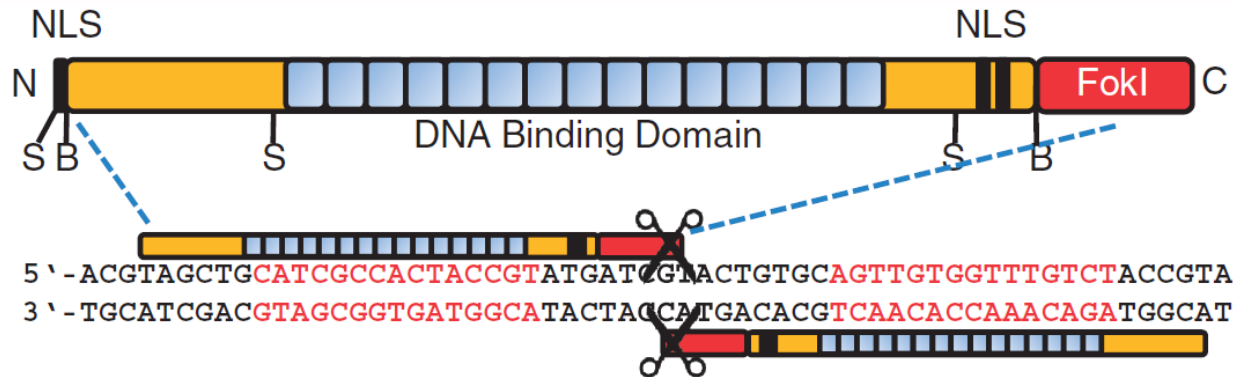 NLS NLS
N FokI C
S B S DNA Binding Domain S B
5‘-ACGTAGCTGCATCGCCACTACCGTATGATCGTACTGTGCAGTTGTGGTTTGTCTACCGTA
3‘-TGCATCGACGTAGCGGTGATGGCATACTAGCATGACACGTCAACACCAAACAGATGGCAT